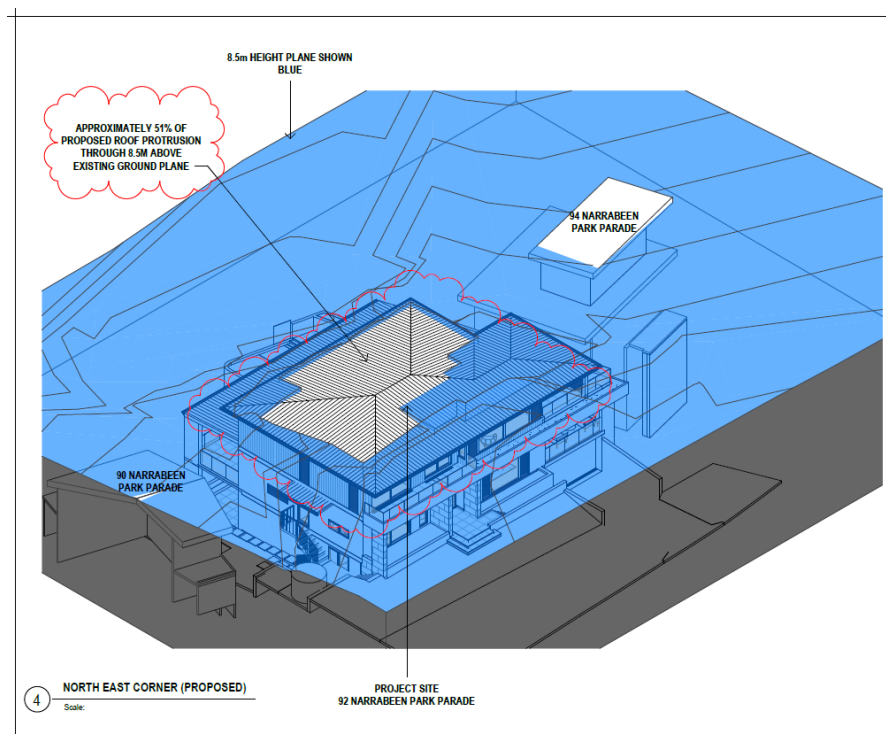 8.5m HEIGHT PLANE SHOWN
BLUE
APPROXIMATELY 51% OF
PROPOSED ROOF PROTRUSION
THROUGH 8.5M ABOVE
EXISTING GROUND PLANE
94 NARRABEEN
PARK PARADE
90 NARRABEEN
PARK PARADE
4
NORTH EAST CORNER (PROPOSED)
Scale:
PROJECT SITE
92 NARRABEEN PARK PARADE